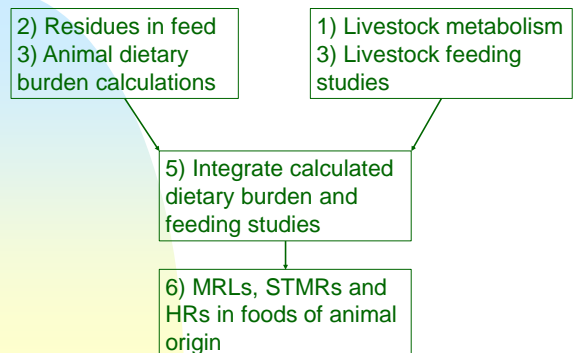 2) Residues in feed
3) Animal dietary
burden calculations
1) Livestock metabolism
3) Livestock feeding
studies
5) Integrate calculated
dietary burden and
feeding studies
6) MRLs, STMRs and
HRs in foods of animal
origin